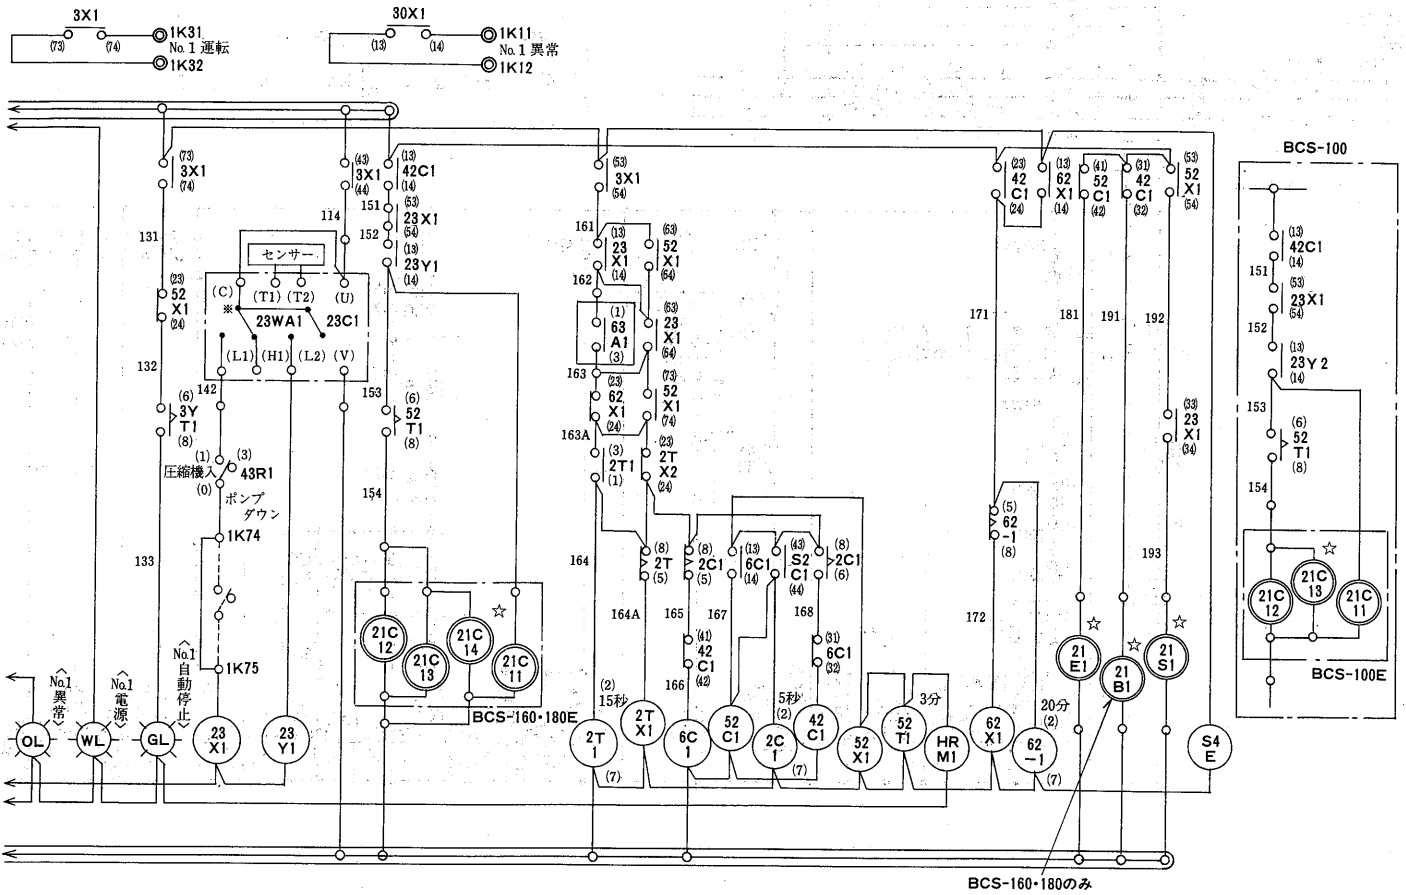 3X1
(73)
(74)
1K31
No.1 運転
1K32
30X1
(13)
(14)
1K11
No.1 異常
1K12
(73)
3X1
(74)
131
(23)
52
X1
(24)
132
(6)
3Y
T1
(8)
133
(43)
3X1
(44)
114
センサー
(C)
(T1)
(T2)
(U)
※
23WA1
23C1
(L1)
(H1)
(L2)
(V)
142
(1)
(3)
圧縮機入
43R1
(0)
ポンプ
ダウン
1K74
1K75
(13)
42C1
(14)
151
(53)
23X1
(54)
152
(13)
23Y1
(14)
153
(6)
52
T1
(8)
154
☆
21C
12
21C
13
21C
14
21C
11
BCS-160・180E
(53)
3X1
(54)
161
(13)
23
X1
(14)
(63)
52
X1
(64)
162
(1)
63
A1
(3)
(63)
23
X1
(64)
163
(23)
62
X1
(24)
(73)
52
X1
(74)
163A
(3)
2T1
(1)
(23)
2T
X2
(24)
164
(8)
2T
(5)
164A
(8)
2C1
(5)
165
(41)
42
C1
(42)
166
(13)
6C1
(14)
167
(43)
S2
C1
(44)
(8)
2C1
(6)
168
(31)
6C1
(32)
(23)
42
C1
(24)
(13)
62
X1
(14)
171
(5)
62
-1
(8)
172
(41)
52
C1
(42)
181
(31)
42
C1
(32)
191
(53)
52
X1
(54)
192
(33)
23
X1
(34)
193
☆
21
E1
☆
21
B1
☆
21
S1
〈No.1異常〉
〈No.1電源〉
〈No.1自動停止〉
OL
WL
GL
23
X1
23
Y1
(2)
15秒
2T
1
2T
X1
(7)
6C
1
52
C1
5秒
(2)
2C
1
(7)
42
C1
52
X1
52
T1
3分
HR
M1
62
X1
20分
(2)
62
-1
(7)
S4
E
BCS-160・180のみ
BCS-100
(13)
42C1
(14)
151
(53)
23X1
(54)
152
(13)
23Y2
(14)
153
(6)
52
T1
(8)
154
☆
21C
12
21C
13
21C
11
BCS-100E